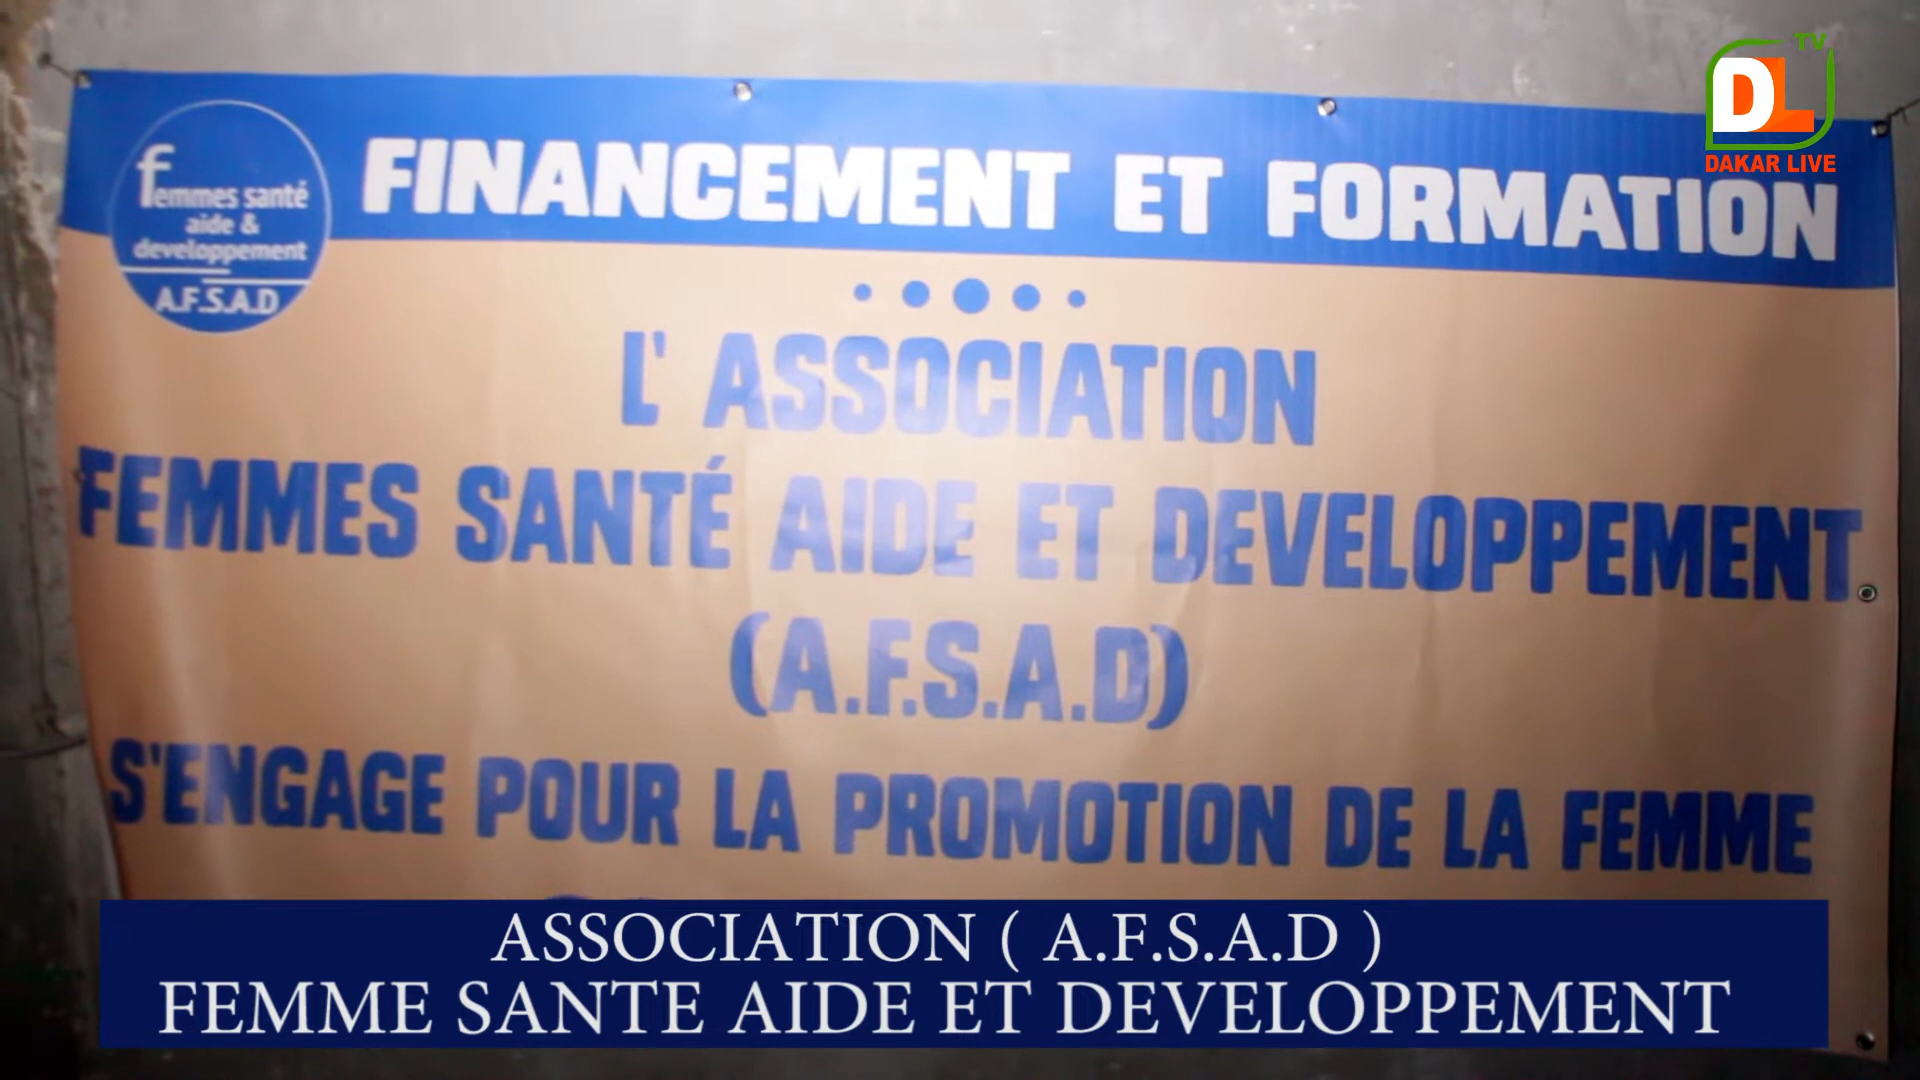 TV
DL
DAKAR LIVE
femmes santé
aide &
developpement
A.F.S.A.D
FINANCEMENT ET FORMATION
L' ASSOCIATION
FEMMES SANTÉ AIDE ET DEVELOPPEMENT
(A.F.S.A.D)
S'ENGAGE POUR LA PROMOTION DE LA FEMME
ASSOCIATION ( A.F.S.A.D )
FEMME SANTE AIDE ET DEVELOPPEMENT